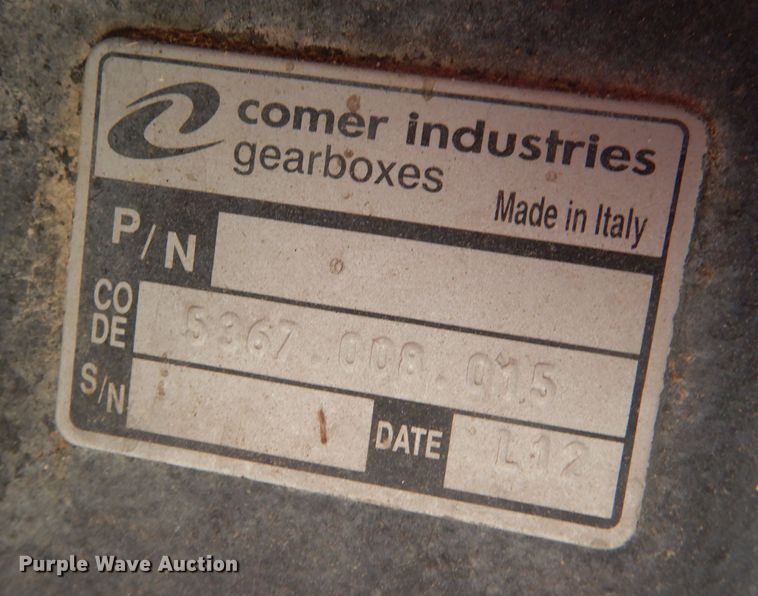 comer industries
gearboxes
Made in Italy
P/N
CO
DE
5367.008.015
S/N
DATE
L12
Purple Wave Auction